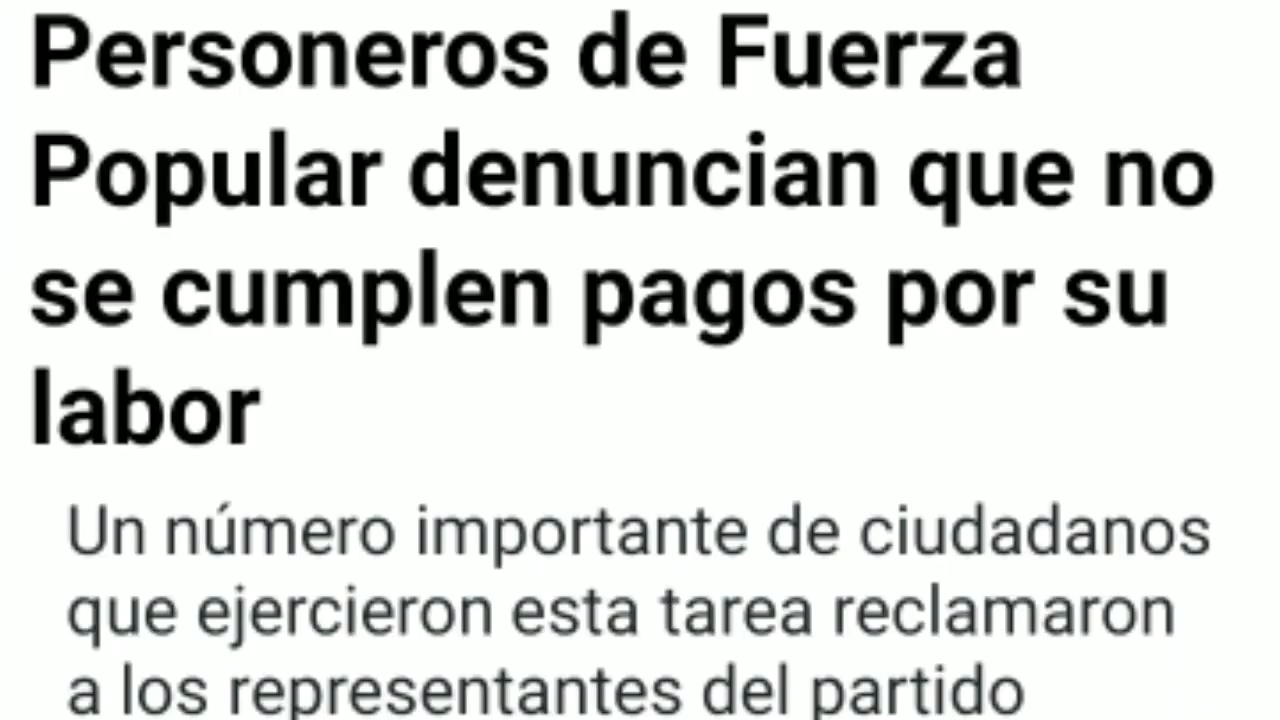 Personeros de Fuerza
Popular denuncian que no
se cumplen pagos por su
labor
Un número importante de ciudadanos
que ejercieron esta tarea reclamaron
a los representantes del partido